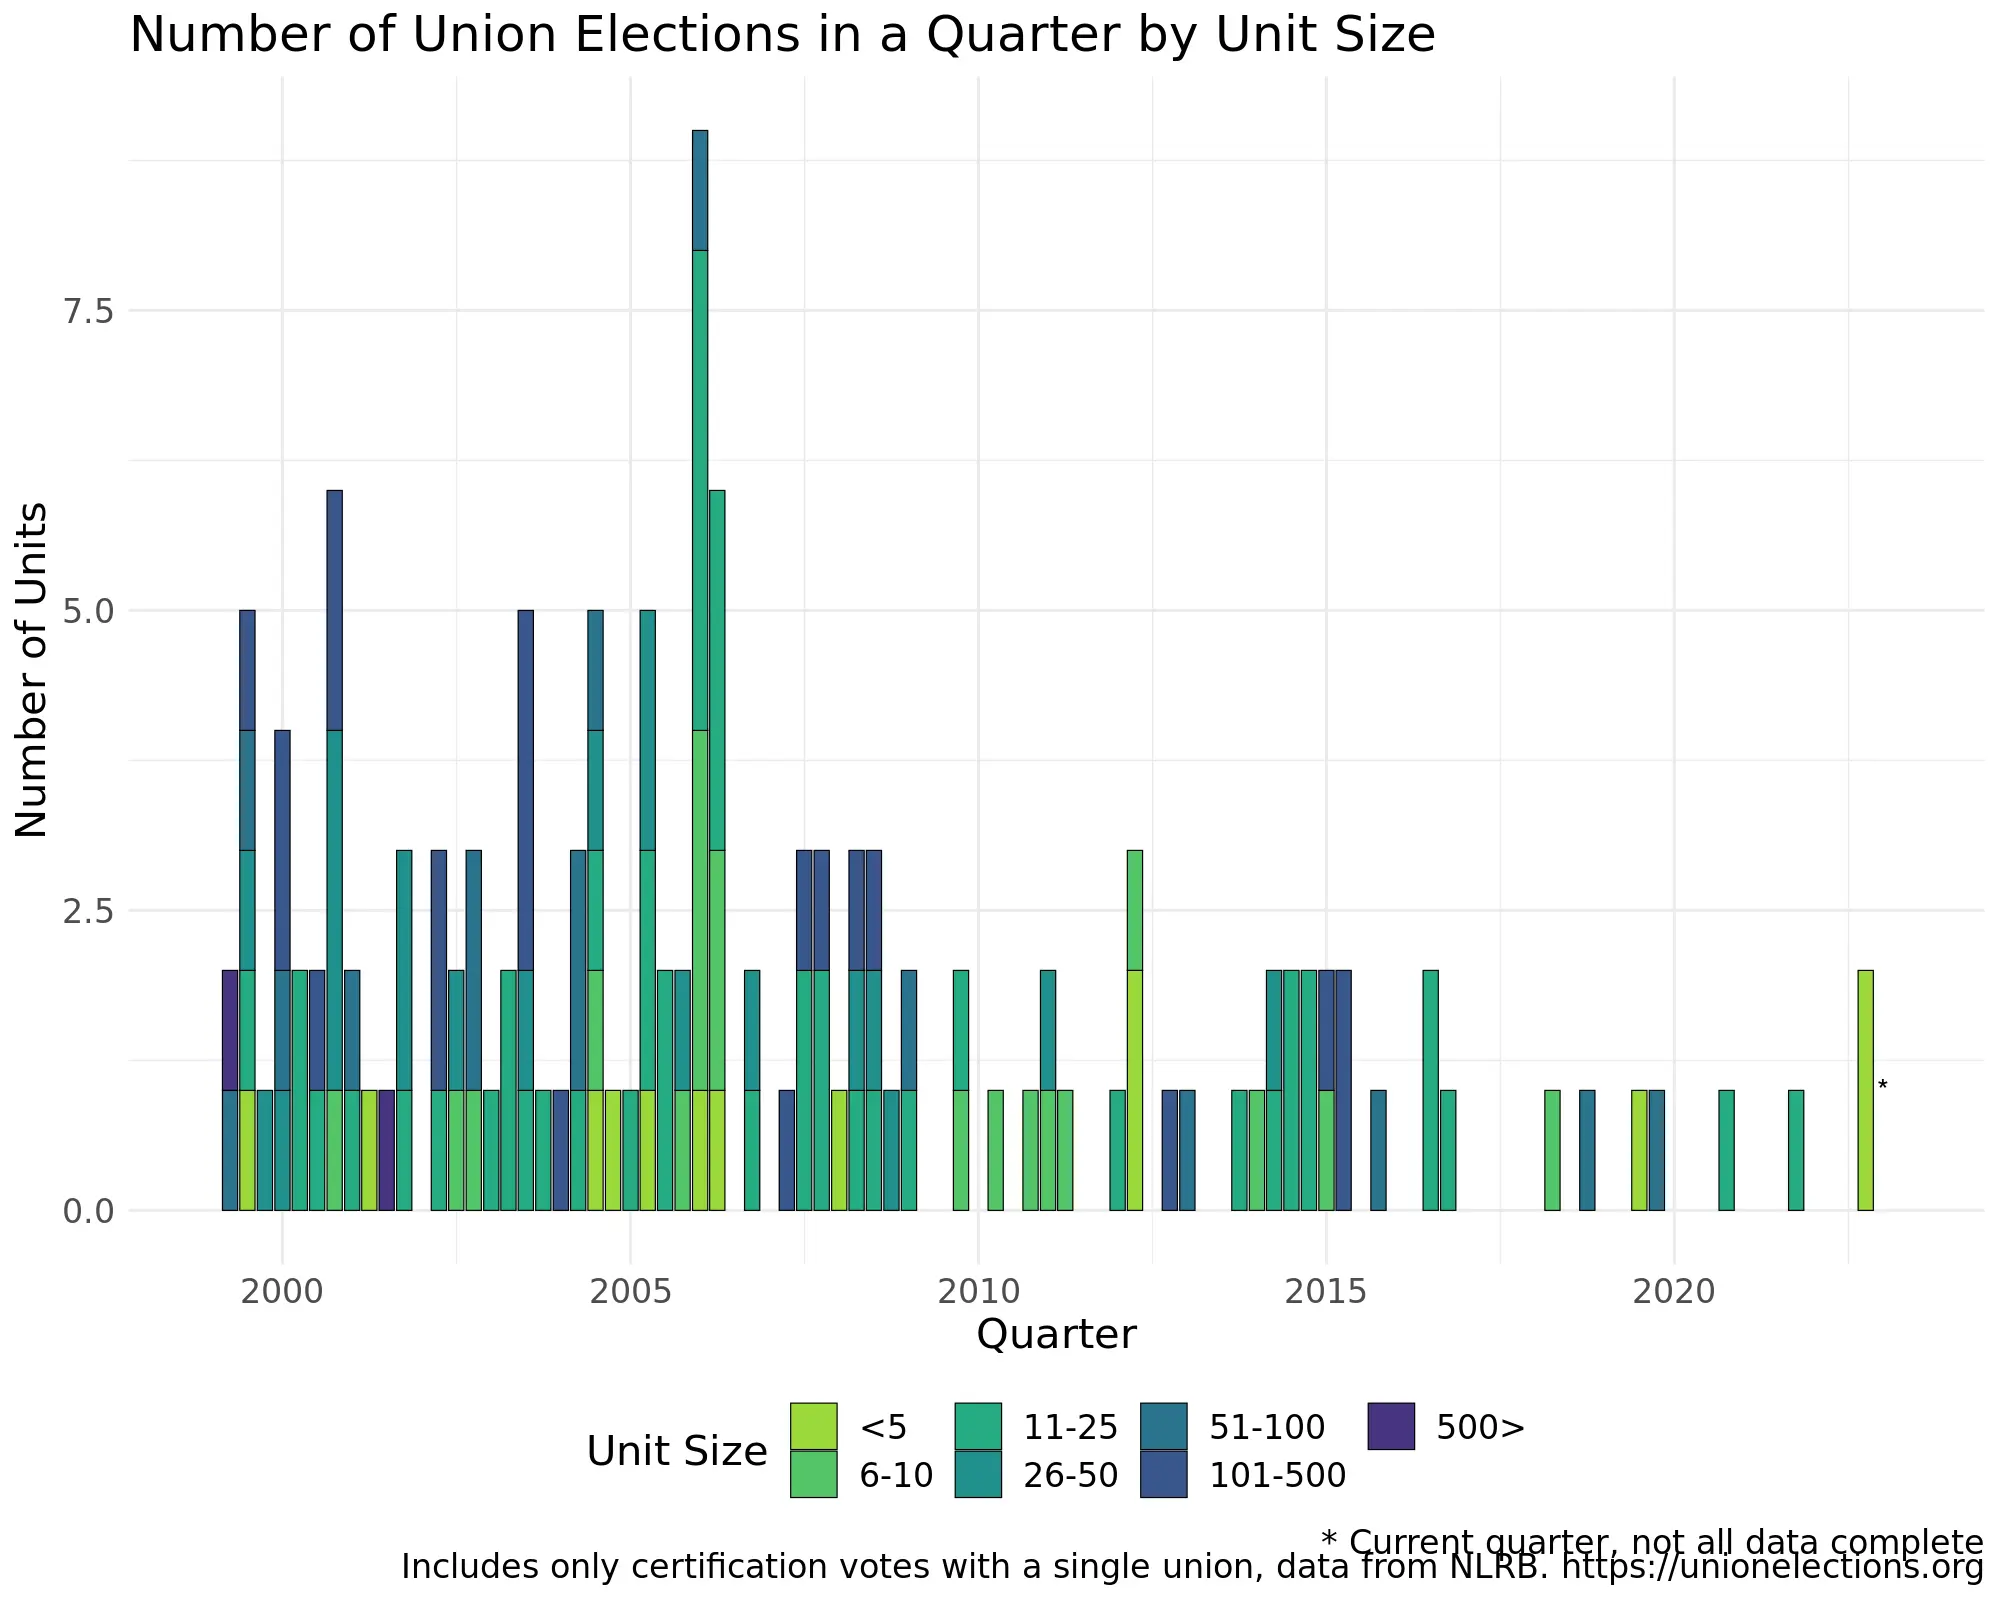 Number of Union Elections in a Quarter by Unit Size
Number of Units
7.5
5.0
2.5
0.0
*
2000 2005 2010 2015 2020
Quarter
Unit Size
<5 11-25 51-100 500>
6-10 26-50 101-500
* Current quarter, not all data complete
Includes only certification votes with a single union, data from NLRB. https://unionelections.org